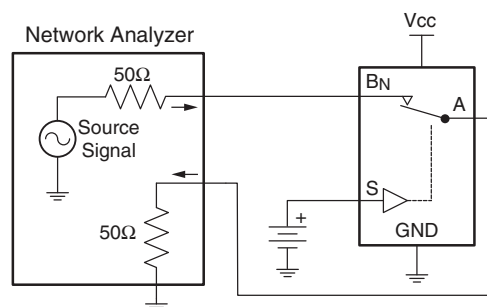 Network Analyzer
50Ω
Source
Signal
50Ω
Vcc
BN
A
S
+
GND